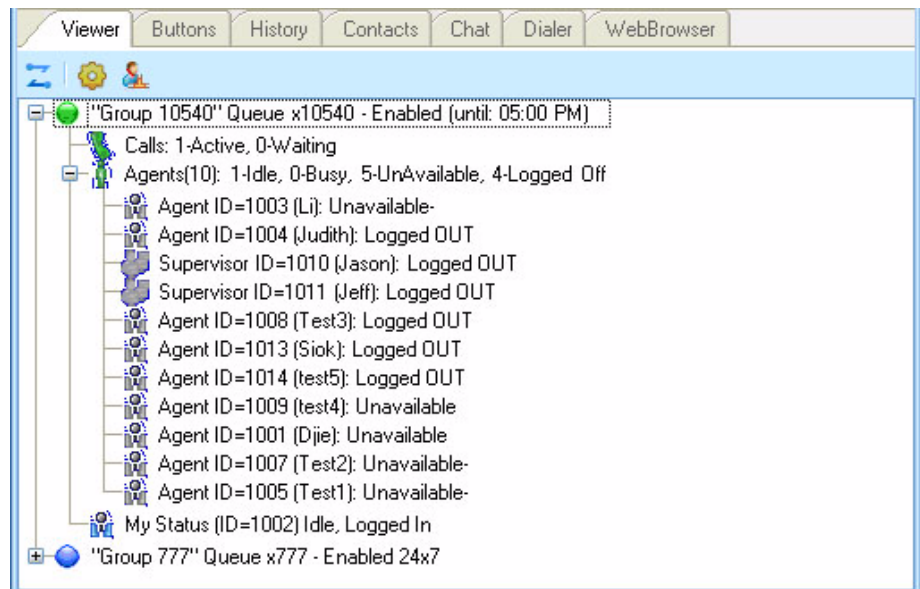 Viewer Buttons History Contacts Chat Dialer WebBrowser
"Group 10540" Queue x10540 - Enabled (until: 05:00 PM)
Calls: 1-Active, 0-Waiting
Agents(10): 1-Idle, 0-Busy, 5-UnAvailable, 4-Logged Off
Agent ID=1003 (Li): Unavailable-
Agent ID=1004 (Judith): Logged OUT
Supervisor ID=1010 (Jason): Logged OUT
Supervisor ID=1011 (Jeff): Logged OUT
Agent ID=1008 (Test3): Logged OUT
Agent ID=1013 (Siok): Logged OUT
Agent ID=1014 (test5): Logged OUT
Agent ID=1009 (test4): Unavailable
Agent ID=1001 (Djie): Unavailable
Agent ID=1007 (Test2): Unavailable-
Agent ID=1005 (Test1): Unavailable-
My Status (ID=1002) Idle, Logged In
"Group 777" Queue x777 - Enabled 24x7